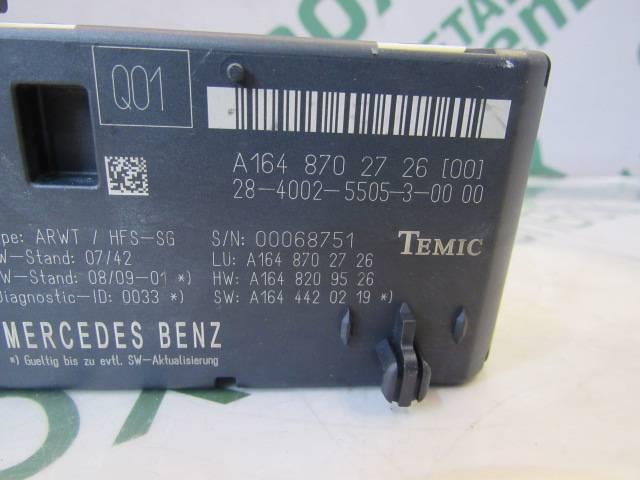 Q01
A164 870 27 26 [00]
28-4002-5505-3-00 00
pe: ARWT / HFS-SG
S/N: 00068751
TEMIC
W-Stand: 07/42
LU: A164 870 27 26
W-Stand: 08/09-01 *)
HW: A164 820 95 26
Diagnostic-ID: 0033 *)
SW: A164 442 02 19 *)
MERCEDES BENZ
*) Gueltig bis zu evtl. SW-Aktualisierung